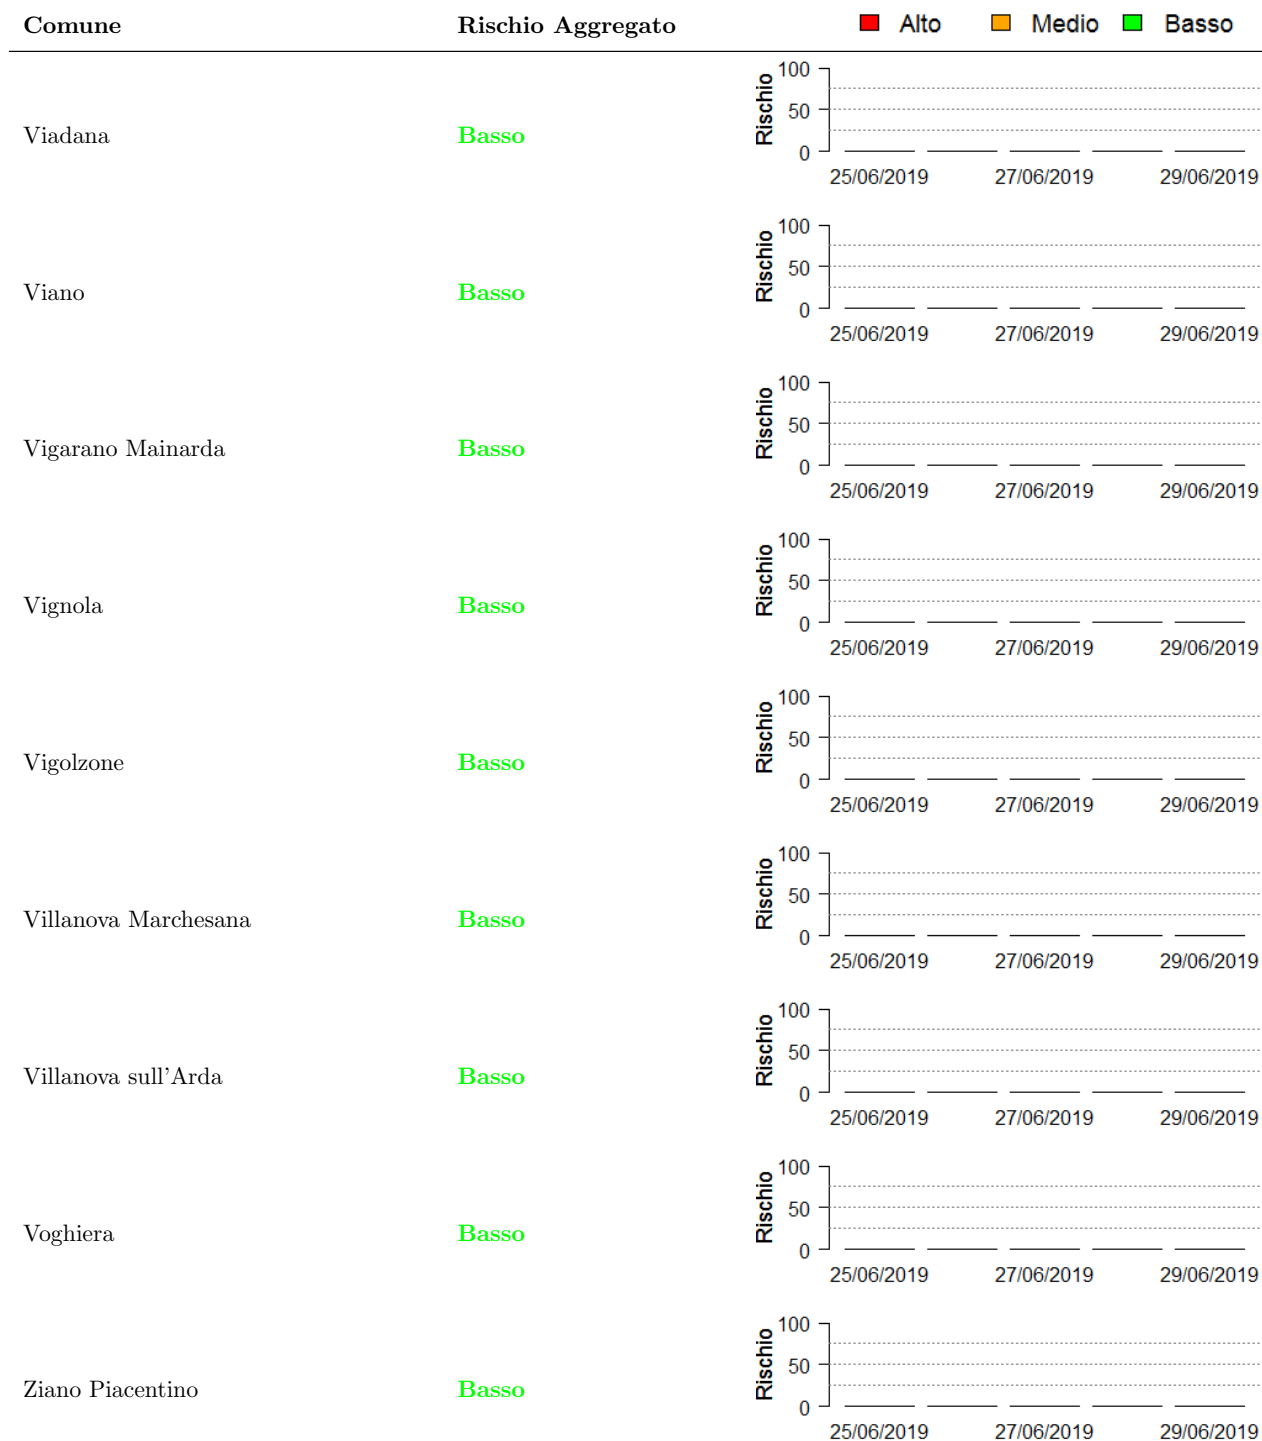 Comune Rischio Aggregato Alto Medio Basso
100
50
0
Rischio
Viadana Basso
25/06/2019 27/06/2019 29/06/2019
100
50
0
Rischio
Viano Basso
25/06/2019 27/06/2019 29/06/2019
100
50
0
Rischio
Vigarano Mainarda Basso
25/06/2019 27/06/2019 29/06/2019
100
50
0
Rischio
Vignola Basso
25/06/2019 27/06/2019 29/06/2019
100
50
0
Rischio
Vigolzone Basso
25/06/2019 27/06/2019 29/06/2019
100
50
0
Rischio
Villanova Marchesana Basso
25/06/2019 27/06/2019 29/06/2019
100
50
0
Rischio
Villanova sull'Arda Basso
25/06/2019 27/06/2019 29/06/2019
100
50
0
Rischio
Voghiera Basso
25/06/2019 27/06/2019 29/06/2019
100
50
0
Rischio
Ziano Piacentino Basso
25/06/2019 27/06/2019 29/06/2019